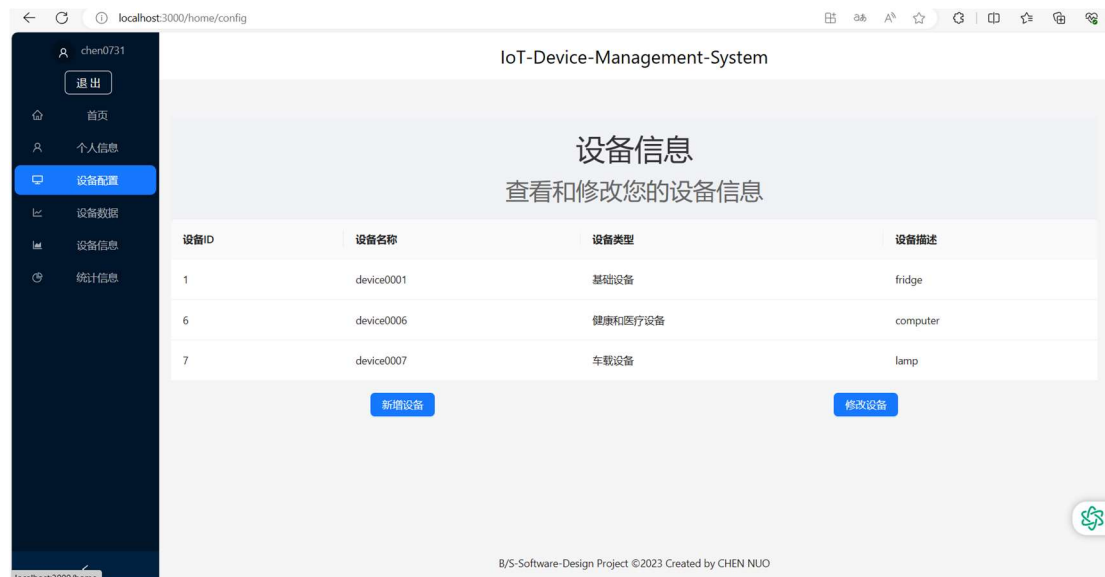 localhost:3000/home/config
chen0731
退出
首页
个人信息
设备配置
设备数据
设备信息
统计信息
IoT-Device-Management-System
设备信息
查看和修改您的设备信息
设备ID 设备名称 设备类型 设备描述
1 device0001 基础设备 fridge
6 device0006 健康和医疗设备 computer
7 device0007 车载设备 lamp
新增设备 修改设备
B/S-Software-Design Project ©2023 Created by CHEN NUO